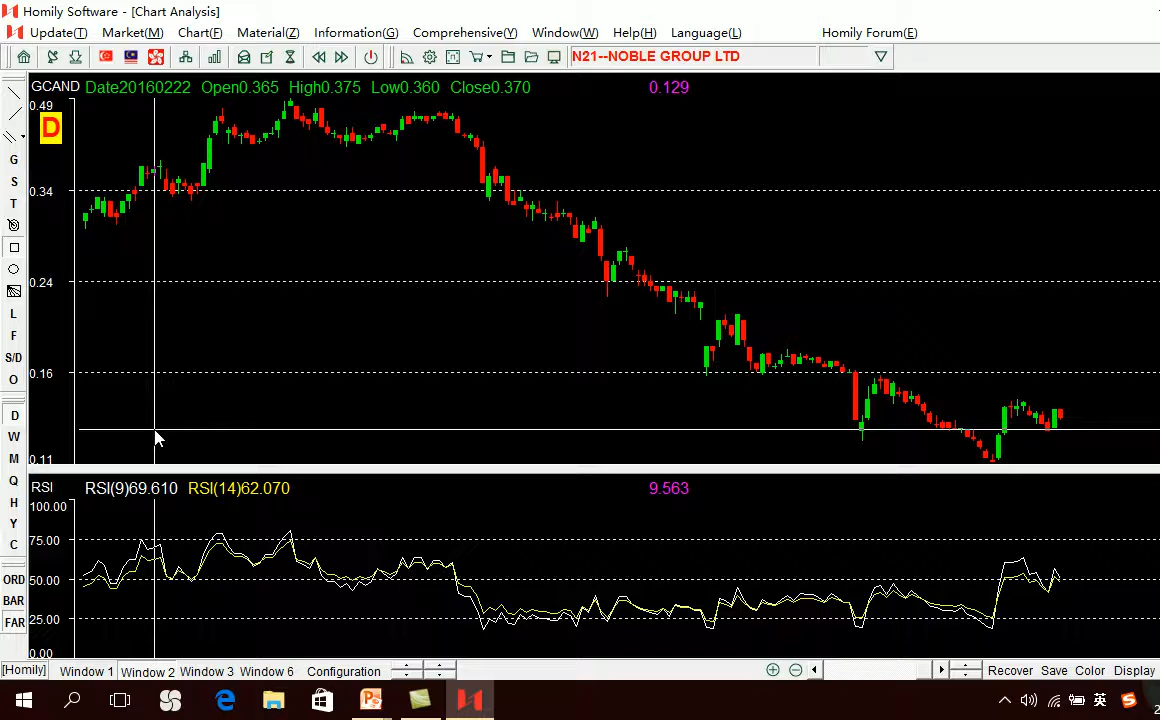 Homily Software - [Chart Analysis]
Update(T) Market(M) Chart(F) Material(Z) Information(G) Comprehensive(Y) Window(W) Help(H) Language(L) Homily Forum(E)
N21--NOBLE GROUP LTD
GCAND Date20160222 Open0.365 High0.375 Low0.360 Close0.370 0.129
0.49
D
G
S
0.34
T
0.24
L
F
S/D
0.16
O
D
W
M
0.11
Q
RSI RSI(9)69.610 RSI(14)62.070 9.563
H
100.00
Y
75.00
C
50.00
ORD
BAR
25.00
FAR
0.00
[Homily] Window 1 Window 2 Window 3 Window 6 Configuration Recover Save Color Display
英
2